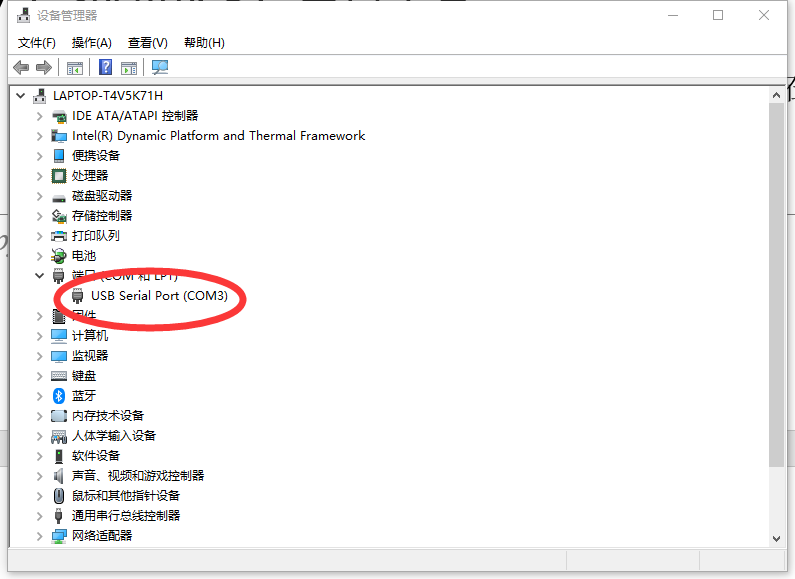 设备管理器
文件(F) 操作(A) 查看(V) 帮助(H)
LAPTOP-T4V5K71H
IDE ATA/ATAPI 控制器
Intel(R) Dynamic Platform and Thermal Framework
便携设备
处理器
磁盘驱动器
存储控制器
打印队列
电池
端口 (COM 和 LPT)
USB Serial Port (COM3)
固件
计算机
监视器
键盘
蓝牙
内存技术设备
人体学输入设备
软件设备
声音、视频和游戏控制器
鼠标和其他指针设备
通用串行总线控制器
网络适配器